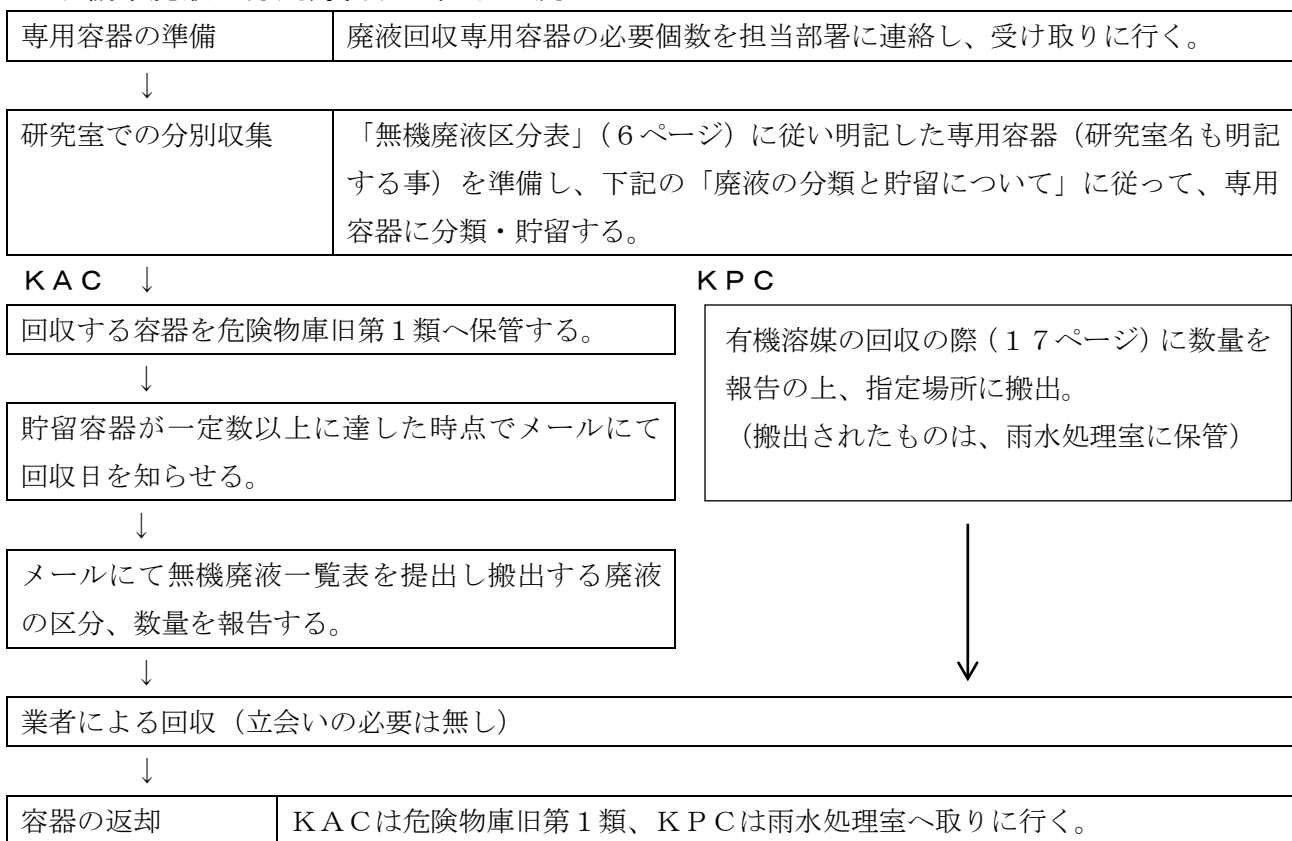 専用容器の準備
廃液回収専用容器の必要個数を担当部署に連絡し、受け取りに行く。
↓
研究室での分別収集
「無機廃液区分表」（６ページ）に従い明記した専用容器（研究室名も明記
する事）を準備し、下記の「廃液の分類と貯留について」に従って、専用
容器に分類・貯留する。
ＫＡＣ ↓
ＫＰＣ
回収する容器を危険物庫旧第１類へ保管する。
↓
貯留容器が一定数以上に達した時点でメールにて
回収日を知らせる。
↓
メールにて無機廃液一覧表を提出し搬出する廃液
の区分、数量を報告する。
↓
有機溶媒の回収の際（１７ページ）に数量を
報告の上、指定場所に搬出。
（搬出されたものは、雨水処理室に保管）
業者による回収（立会いの必要は無し）
↓
容器の返却
ＫＡＣは危険物庫旧第１類、ＫＰＣは雨水処理室へ取りに行く。